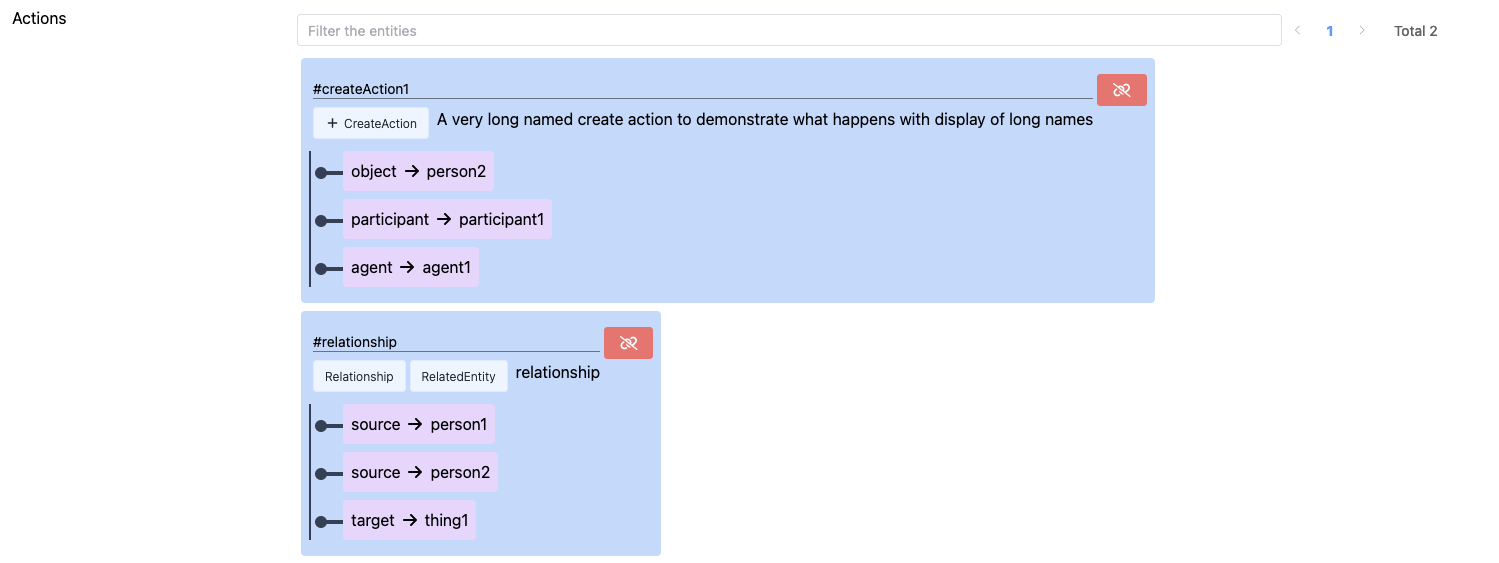 Actions
Filter the entities
1
Total 2
#createAction1
+ CreateAction A very long named create action to demonstrate what happens with display of long names
object → person2
participant → participant1
agent → agent1
#relationship
Relationship RelatedEntity relationship
source → person1
source → person2
target → thing1